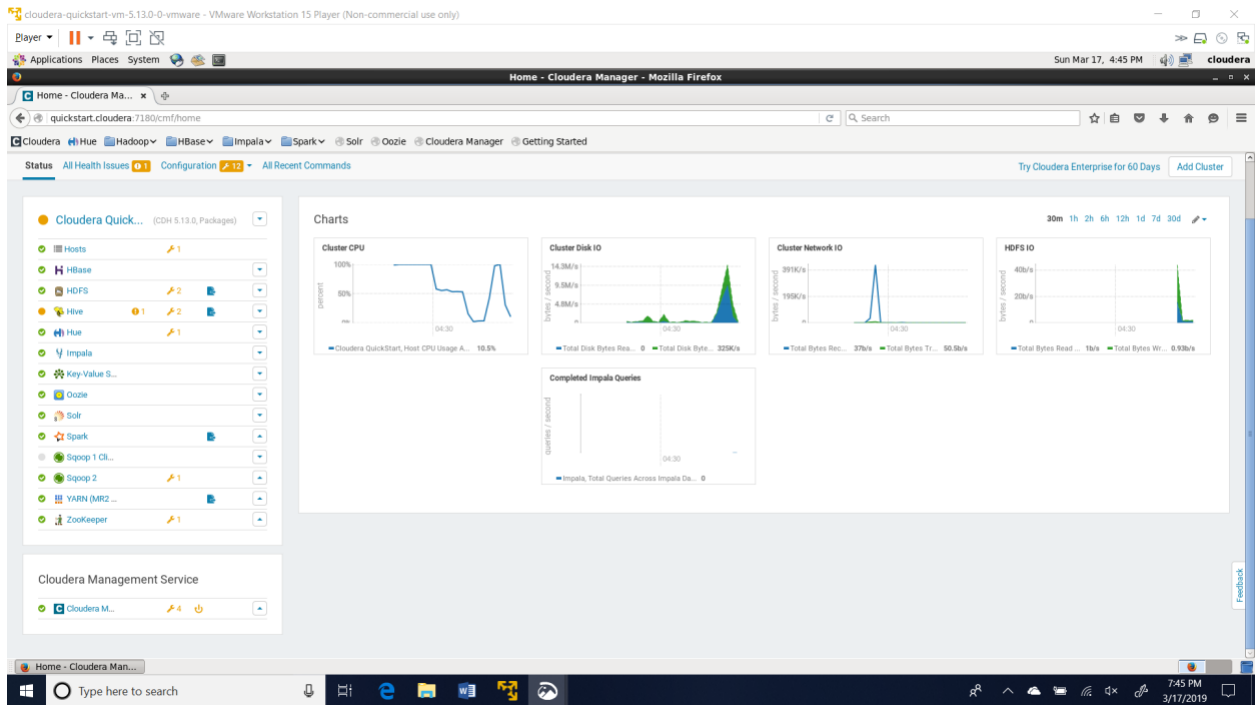 cloudera-quickstart-vm-5.13.0-0-vmware - VMware Workstation 15 Player (Non-commercial use only)
Player
Applications Places System Sun Mar 17, 4:45 PM cloudera
Home - Cloudera Manager - Mozilla Firefox
Home - Cloudera Ma...
quickstart.cloudera:7180/cmf/home Search
Cloudera Hue Hadoop HBase Impala Spark Solr Oozie Cloudera Manager Getting Started
Status All Health Issues 1 Configuration 12 All Recent Commands Try Cloudera Enterprise for 60 Days Add Cluster
Cloudera Quick... (CDH 5.13.0, Packages)
Hosts 1
HBase
HDFS 2
Hive 1 2
Hue 1
Impala
Key-Value S...
Oozie
Solr
Spark
Sqoop 1 Cli...
Sqoop 2 1
YARN (MR2 ...
ZooKeeper 1
Cloudera Management Service
Cloudera M... 4
Charts 30m 1h 2h 6h 12h 1d 7d 30d
Cluster CPU
percent
100%
50%
0%
04:30
Cloudera QuickStart, Host CPU Usage A... 10.5%
Cluster Disk IO
bytes / second
14.3M/s
9.5M/s
4.8M/s
04:30
Total Disk Bytes Rea... 0 Total Disk Byte... 325K/s
Cluster Network IO
bytes / second
391K/s
195K/s
0
04:30
Total Bytes Rec... 37b/s Total Bytes Tr... 50.5b/s
HDFS IO
bytes / second
40b/s
20b/s
0
04:30
Total Bytes Read ... 1b/s Total Bytes Wr... 0.93b/s
Completed Impala Queries
queries / second
04:30
Impala, Total Queries Across Impala Da... 0
Feedback
Home - Cloudera Man...
Type here to search
7:45 PM
3/17/2019